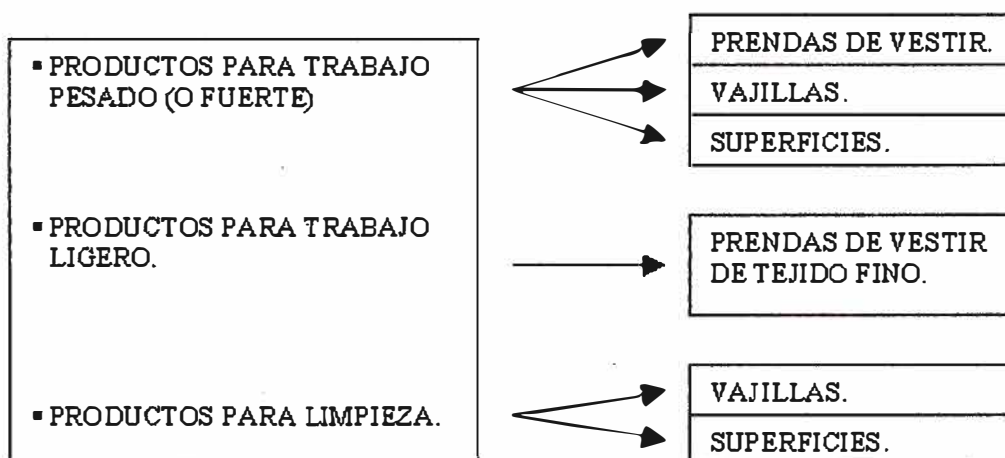 ▪ PRODUCTOS PARA TRABAJO
PESADO (O FUERTE)
PRENDAS DE VESTIR.
VAJILLAS.
SUPERFICIES.
▪ PRODUCTOS PARA TRABAJO
LIGERO.
PRENDAS DE VESTIR
DE TEJIDO FINO.
▪ PRODUCTOS PARA LIMPIEZA.
VAJILLAS.
SUPERFICIES.